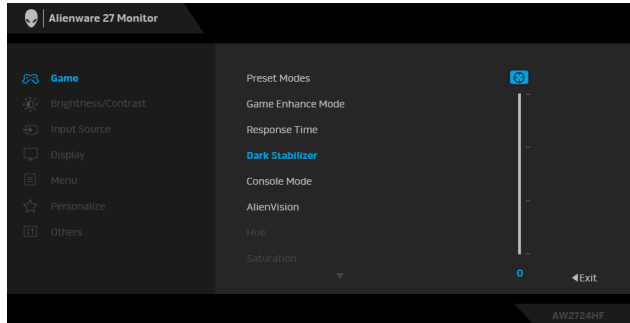 Alienware 27 Monitor
Game
Brightness/Contrast
Input Source
Display
Menu
Personalize
Others
Preset Modes
Game Enhance Mode
Response Time
Dark Stabilizer
Console Mode
AlienVision
Hue
Saturation
0
Exit
AW2724HF